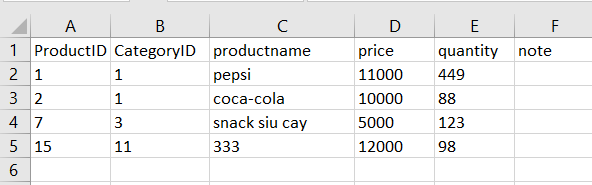 A B C D E F
1 ProductID CategoryID productname price quantity note
2 1 1 pepsi 11000 449
3 2 1 coca-cola 10000 88
4 7 3 snack siu cay 5000 123
5 15 11 333 12000 98
6